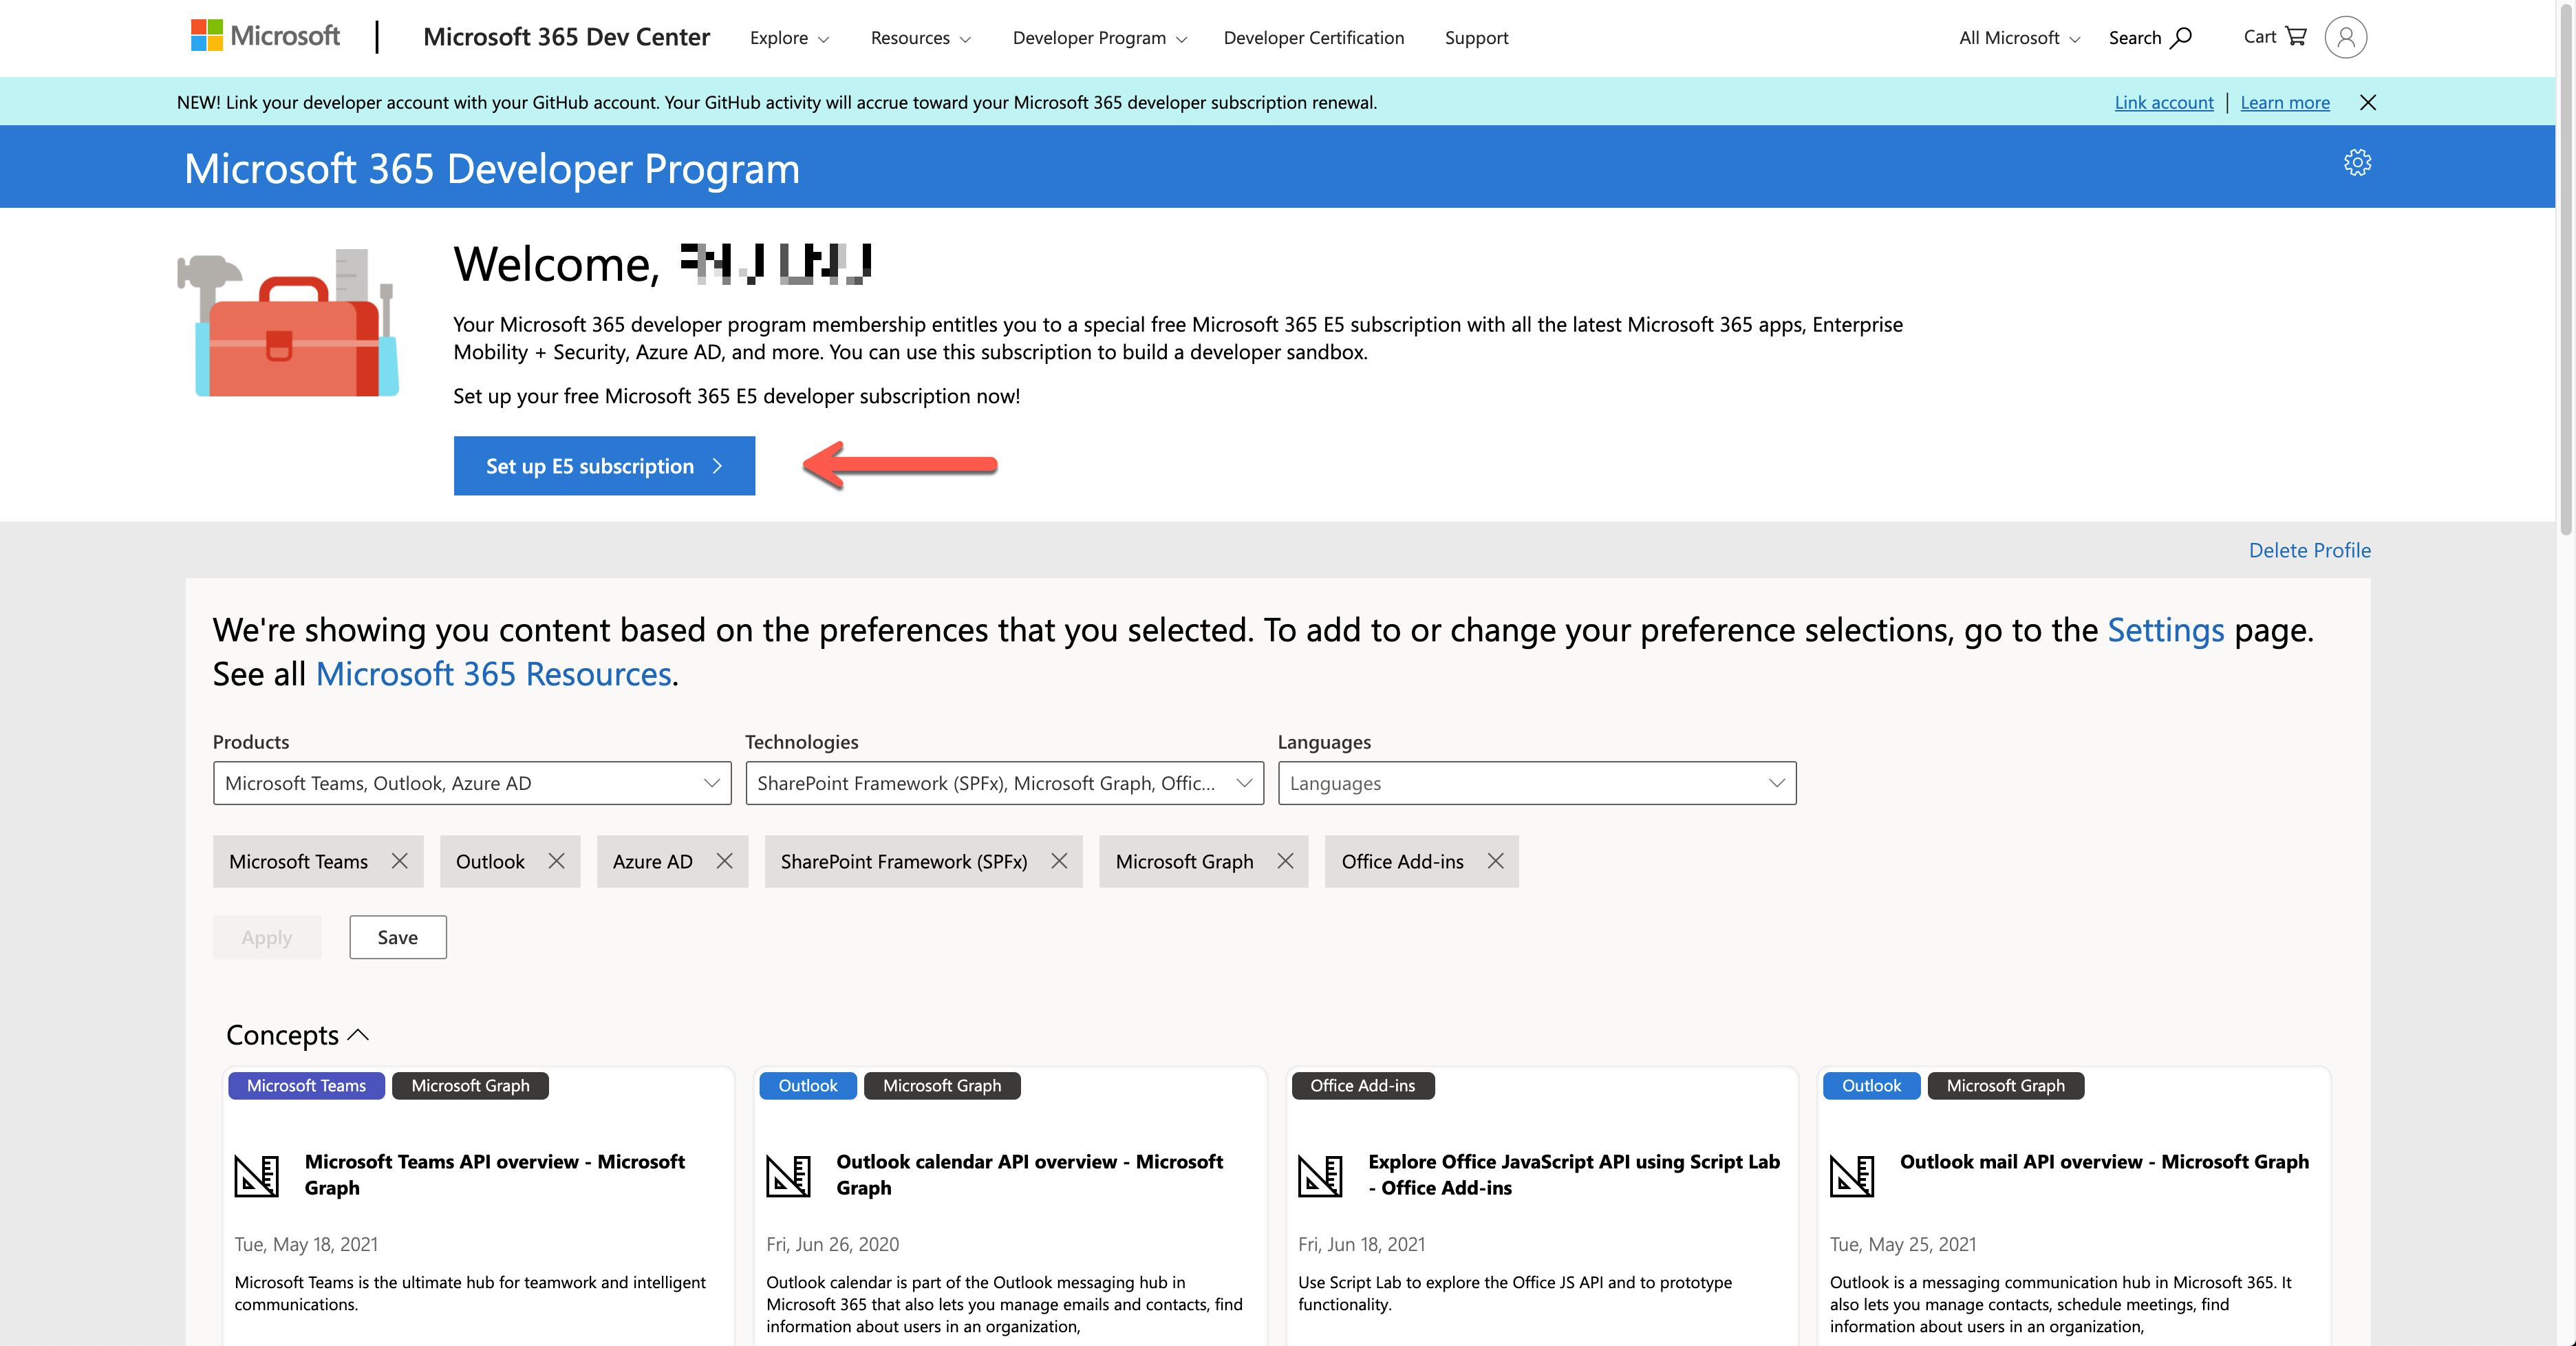 Microsoft
Microsoft 365 Dev Center
Explore
Resources
Developer Program
Developer Certification
Support
All Microsoft
Search
Cart
NEW! Link your developer account with your GitHub account. Your GitHub activity will accrue toward your Microsoft 365 developer subscription renewal.
Link account | Learn more
Microsoft 365 Developer Program
Welcome,
Your Microsoft 365 developer program membership entitles you to a special free Microsoft 365 E5 subscription with all the latest Microsoft 365 apps, Enterprise
Mobility + Security, Azure AD, and more. You can use this subscription to build a developer sandbox.
Set up your free Microsoft 365 E5 developer subscription now!
Set up E5 subscription
Delete Profile
We're showing you content based on the preferences that you selected. To add to or change your preference selections, go to the Settings page.
See all Microsoft 365 Resources.
Products
Technologies
Languages
Microsoft Teams, Outlook, Azure AD
SharePoint Framework (SPFx), Microsoft Graph, Offic...
Languages
Microsoft Teams
Outlook
Azure AD
SharePoint Framework (SPFx)
Microsoft Graph
Office Add-ins
Apply
Save
Concepts
Microsoft Teams
Microsoft Graph
Microsoft Teams API overview - Microsoft
Graph
Tue, May 18, 2021
Microsoft Teams is the ultimate hub for teamwork and intelligent
communications.
Outlook
Microsoft Graph
Outlook calendar API overview - Microsoft
Graph
Fri, Jun 26, 2020
Outlook calendar is part of the Outlook messaging hub in
Microsoft 365 that also lets you manage emails and contacts, find
information about users in an organization,
Office Add-ins
Explore Office JavaScript API using Script Lab
- Office Add-ins
Fri, Jun 18, 2021
Use Script Lab to explore the Office JS API and to prototype
functionality.
Outlook
Microsoft Graph
Outlook mail API overview - Microsoft Graph
Tue, May 25, 2021
Outlook is a messaging communication hub in Microsoft 365. It
also lets you manage contacts, schedule meetings, find
information about users in an organization,